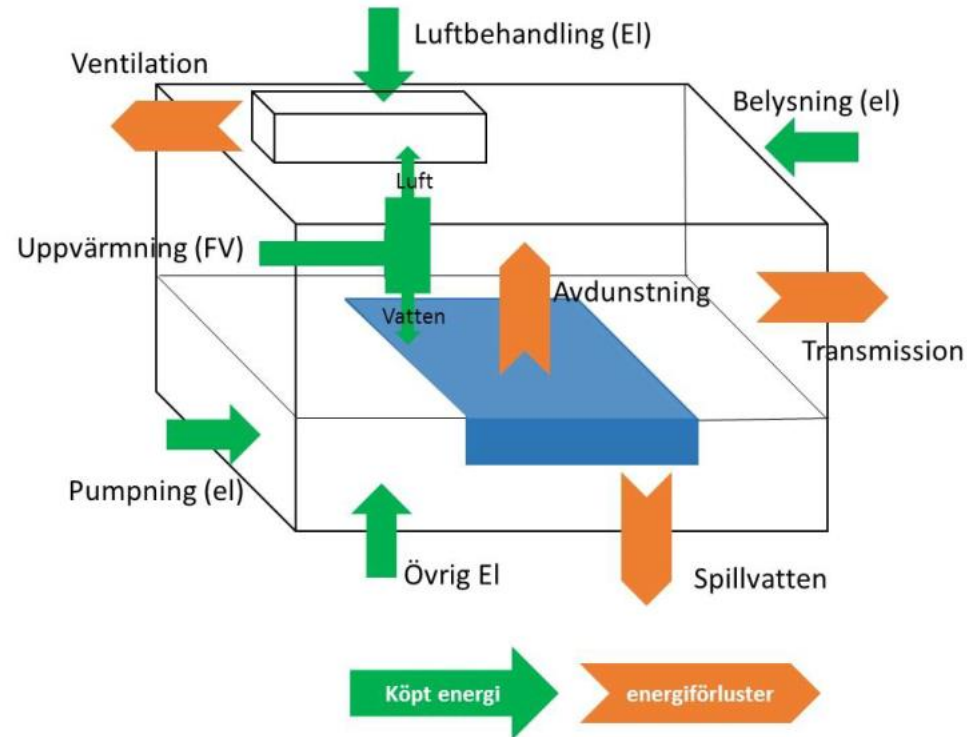 Luftbehandling (El)
Ventilation
Belysning (el)
Luft
Uppvärmning (FV)
Avdunstning
Vatten
Transmission
Pumpning (el)
Övrig El
Spillvatten
Köpt energi
energiförluster